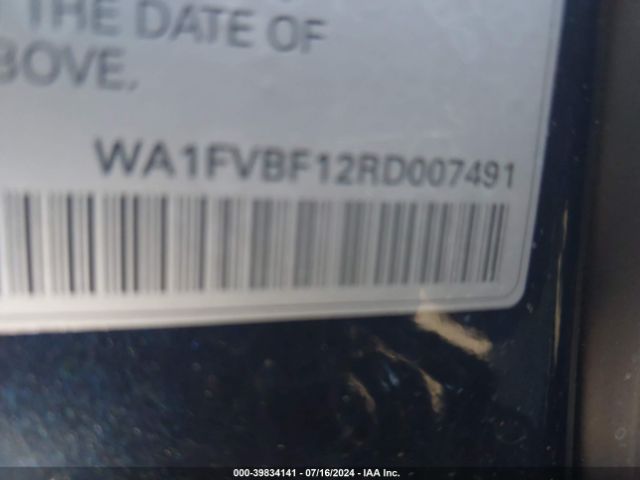 THE DATE OF
BOVE.
WA1FVBF12RD007491
000-39834141 - 07/16/2024 - IAA Inc.